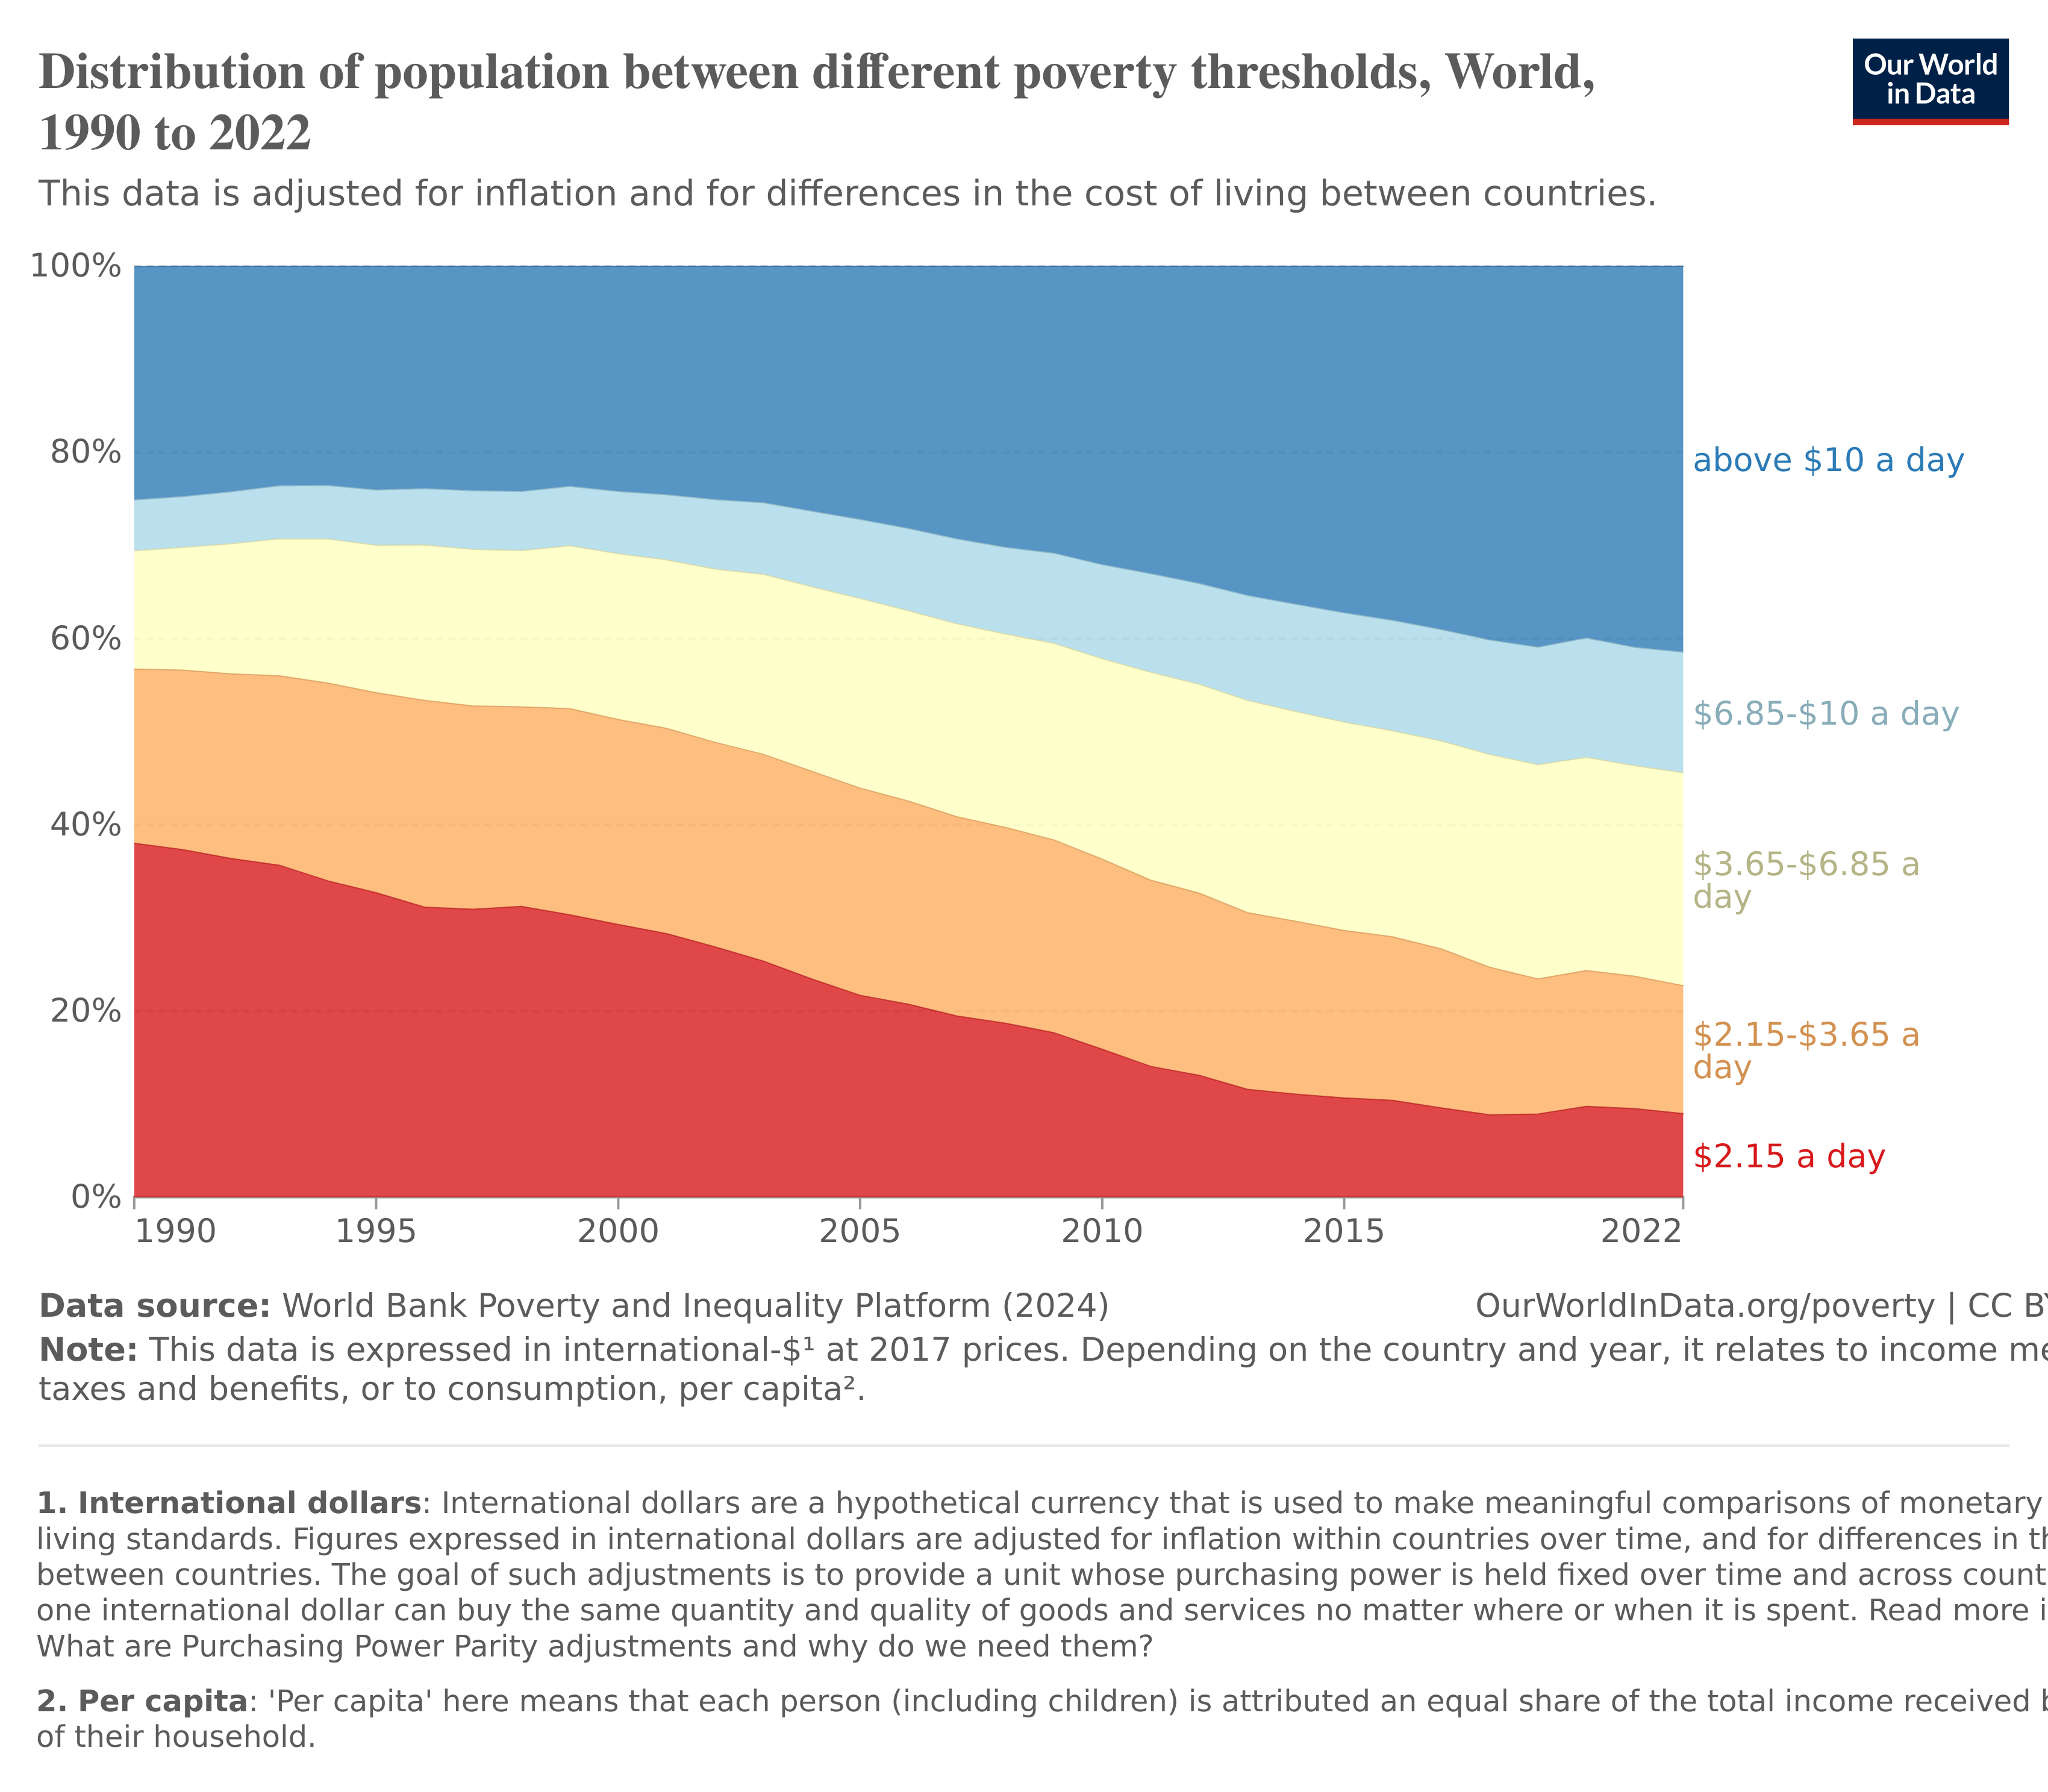 Distribution of population between different poverty thresholds, World,
1990 to 2022
Our World
in Data
This data is adjusted for inflation and for differences in the cost of living between countries.
100%
80%
60%
40%
20%
0%
above $10 a day
$6.85-$10 a day
$3.65-$6.85 a
day
$2.15-$3.65 a
day
$2.15 a day
1990 1995 2000 2005 2010 2015 2022
Data source: World Bank Poverty and Inequality Platform (2024) OurWorldInData.org/poverty | CC
Note: This data is expressed in international-$¹ at 2017 prices. Depending on the country and year, it relates to income
taxes and benefits, or to consumption, per capita².
1. International dollars: International dollars are a hypothetical currency that is used to make meaningful comparisons of monetary
living standards. Figures expressed in international dollars are adjusted for inflation within countries over time, and for differences in
between countries. The goal of such adjustments is to provide a unit whose purchasing power is held fixed over time and across
one international dollar can buy the same quantity and quality of goods and services no matter where or when it is spent. Read more
What are Purchasing Power Parity adjustments and why do we need them?
2. Per capita: 'Per capita' here means that each person (including children) is attributed an equal share of the total income received
of their household.